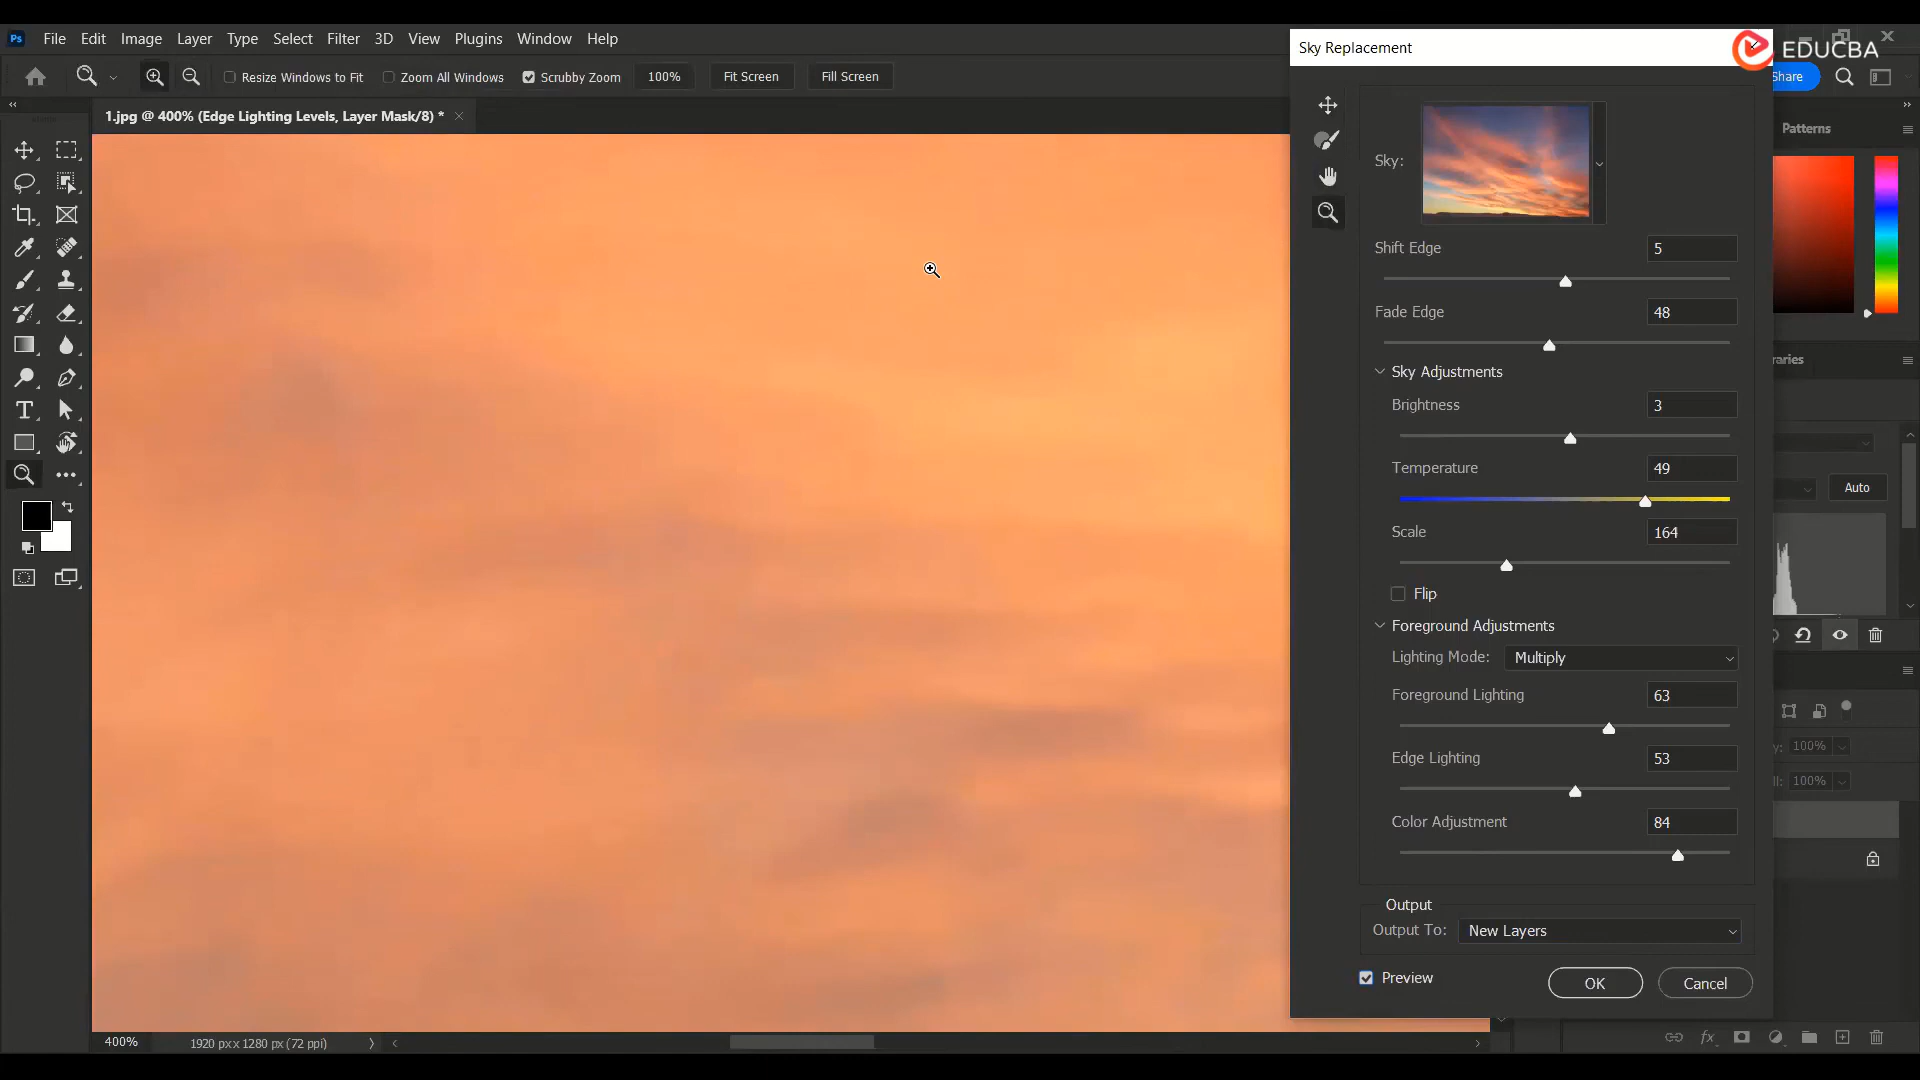 Ps File Edit Image Layer Type Select Filter 3D View Plugins Window Help
Resize Windows to Fit Zoom All Windows Scrubby Zoom 100% Fit Screen Fill Screen
Share
EDUCBA
1.jpg @ 400% (Edge Lighting Levels, Layer Mask/8) *
Patterns
Auto
100%
100%
Sky Replacement
Sky:
Shift Edge 5
Fade Edge 48
Sky Adjustments
Brightness 3
Temperature 49
Scale 164
Flip
Foreground Adjustments
Lighting Mode: Multiply
Foreground Lighting 63
Edge Lighting 53
Color Adjustment 84
Output
Output To: New Layers
Preview OK Cancel
400% 1920 px x 1280 px (72 ppi)
fx